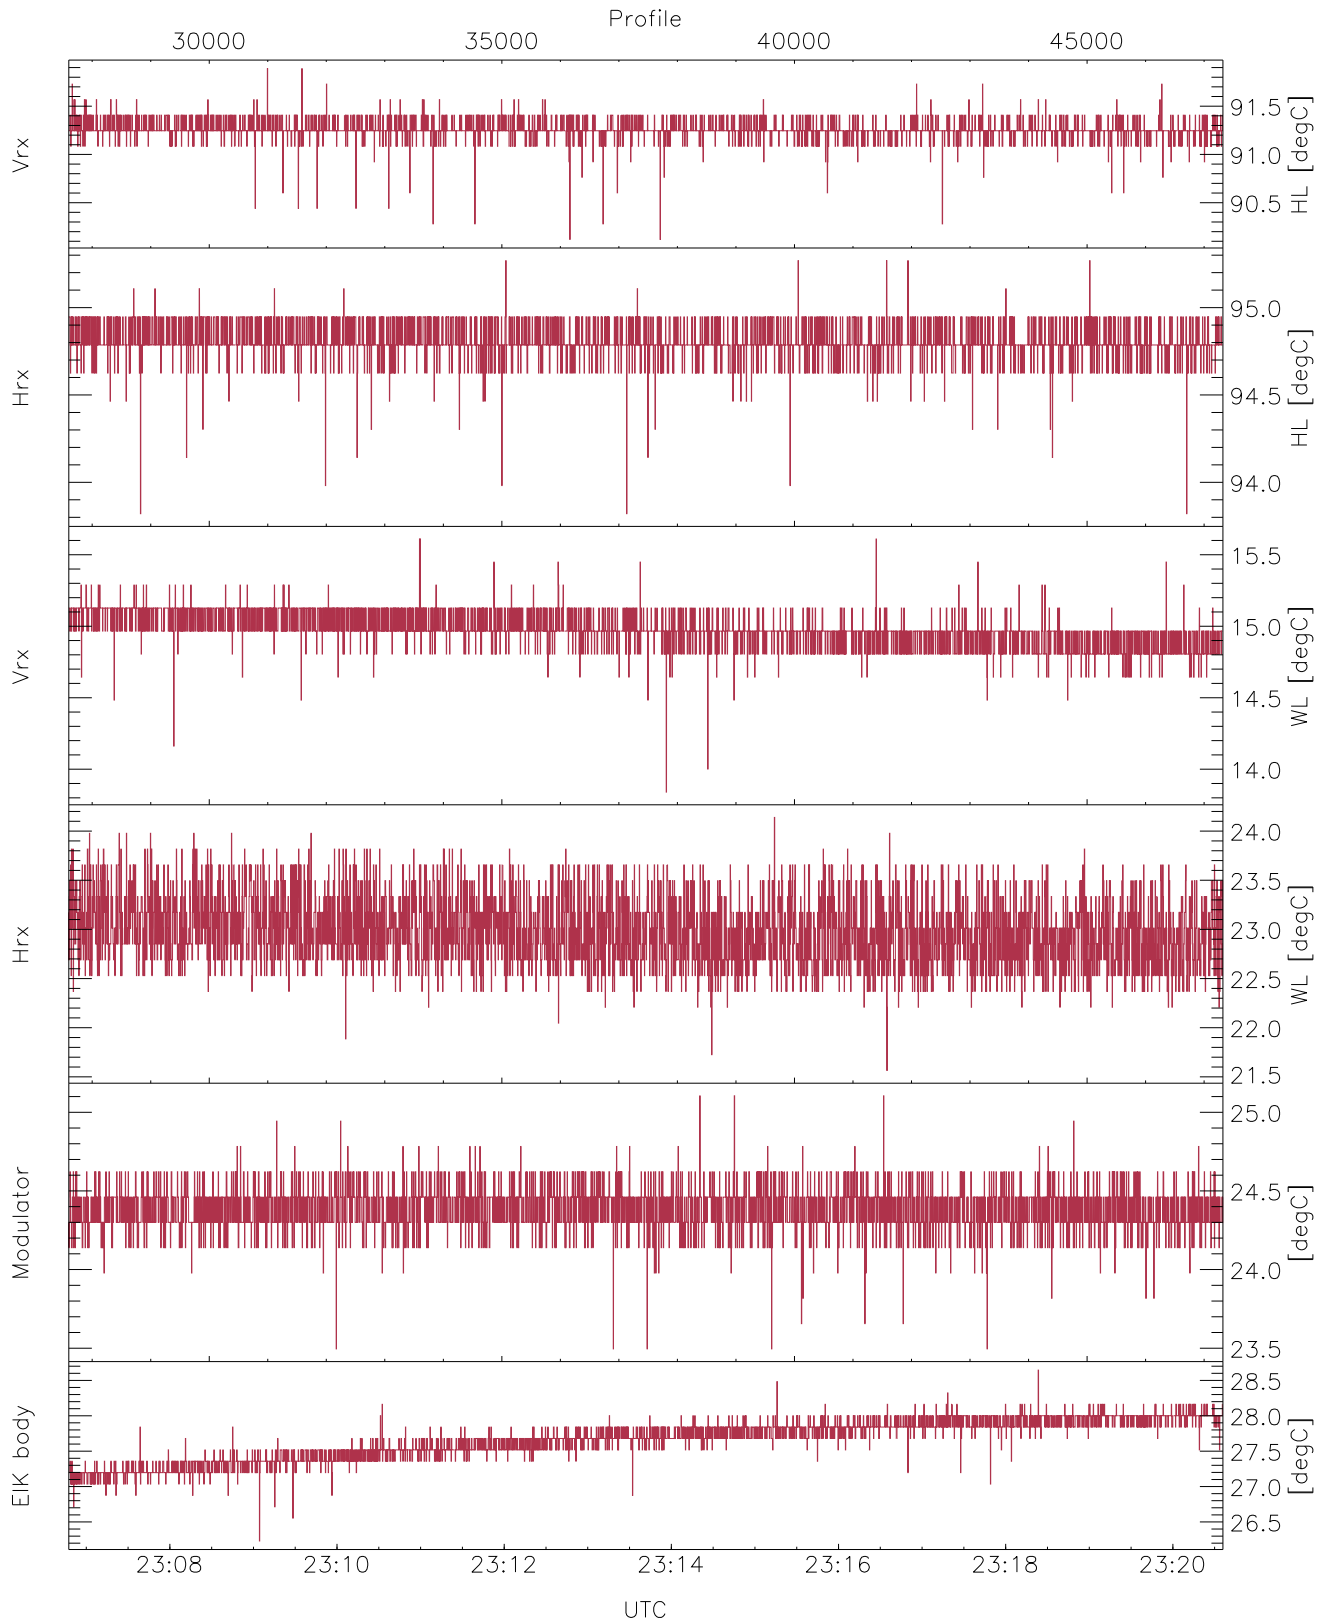 Profile
30000 35000 40000 45000
Vrx
91.5
91.0
90.5
HL [degC]
Hrx
95.0
94.5
94.0
HL [degC]
Vrx
15.5
15.0
14.5
14.0
WL [degC]
Hrx
24.0
23.5
23.0
22.5
22.0
21.5
WL [degC]
Modulator
25.0
24.5
24.0
23.5
[degC]
EIK body
28.5
28.0
27.5
27.0
26.5
[degC]
23:08 23:10 23:12 23:14 23:16 23:18 23:20
UTC